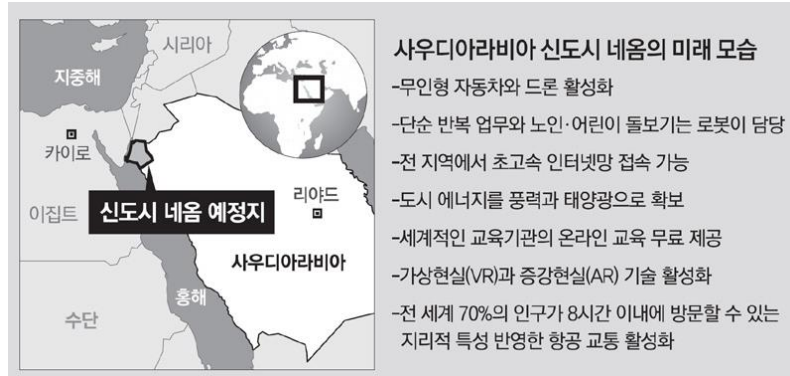 시리아
지중해
카이로
이집트
신도시 네옴 예정지
리야드
사우디아라비아
홍해
수단
사우디아라비아 신도시 네옴의 미래 모습
-무인형 자동차와 드론 활성화
-단순 반복 업무와 노인·어린이 돌보기는 로봇이 담당
-전 지역에서 초고속 인터넷망 접속 가능
-도시 에너지를 풍력과 태양광으로 확보
-세계적인 교육기관의 온라인 교육 무료 제공
-가상현실(VR)과 증강현실(AR) 기술 활성화
-전 세계 70%의 인구가 8시간 이내에 방문할 수 있는
지리적 특성 반영한 항공 교통 활성화